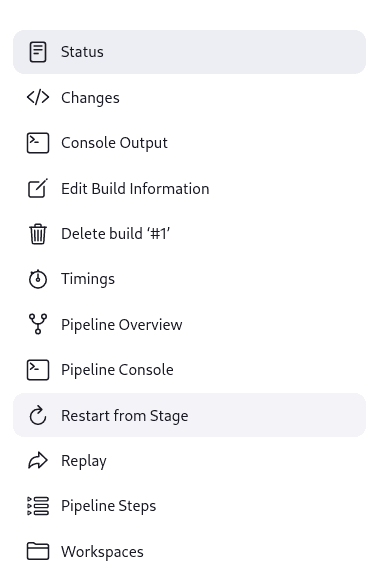 Status
Changes
Console Output
Edit Build Information
Delete build ‘#1’
Timings
Pipeline Overview
Pipeline Console
Restart from Stage
Replay
Pipeline Steps
Workspaces